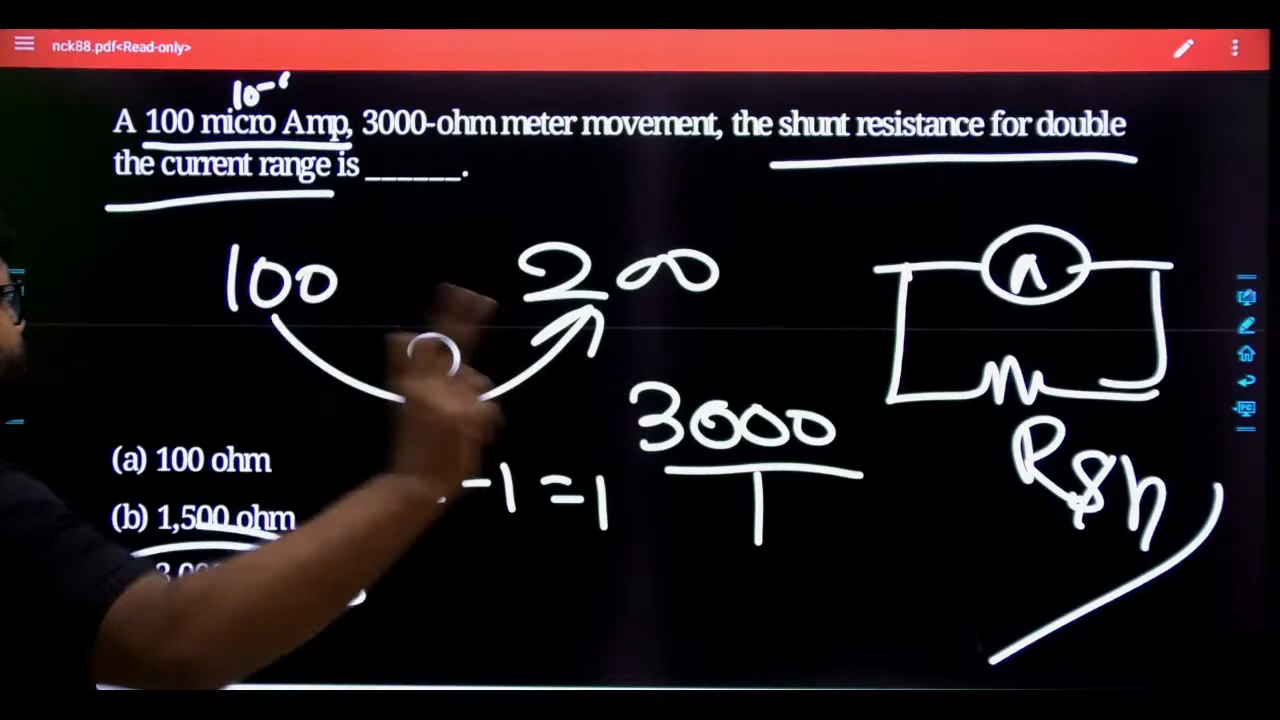 nck88.pdf<Read-only>
10⁻⁶
A 100 micro Amp, 3000-ohm meter movement, the shunt resistance for double
the current range is ______.
100 200
A
3000
1
-1 = 1
Rsh
(a) 100 ohm
(b) 1,500 ohm
PC